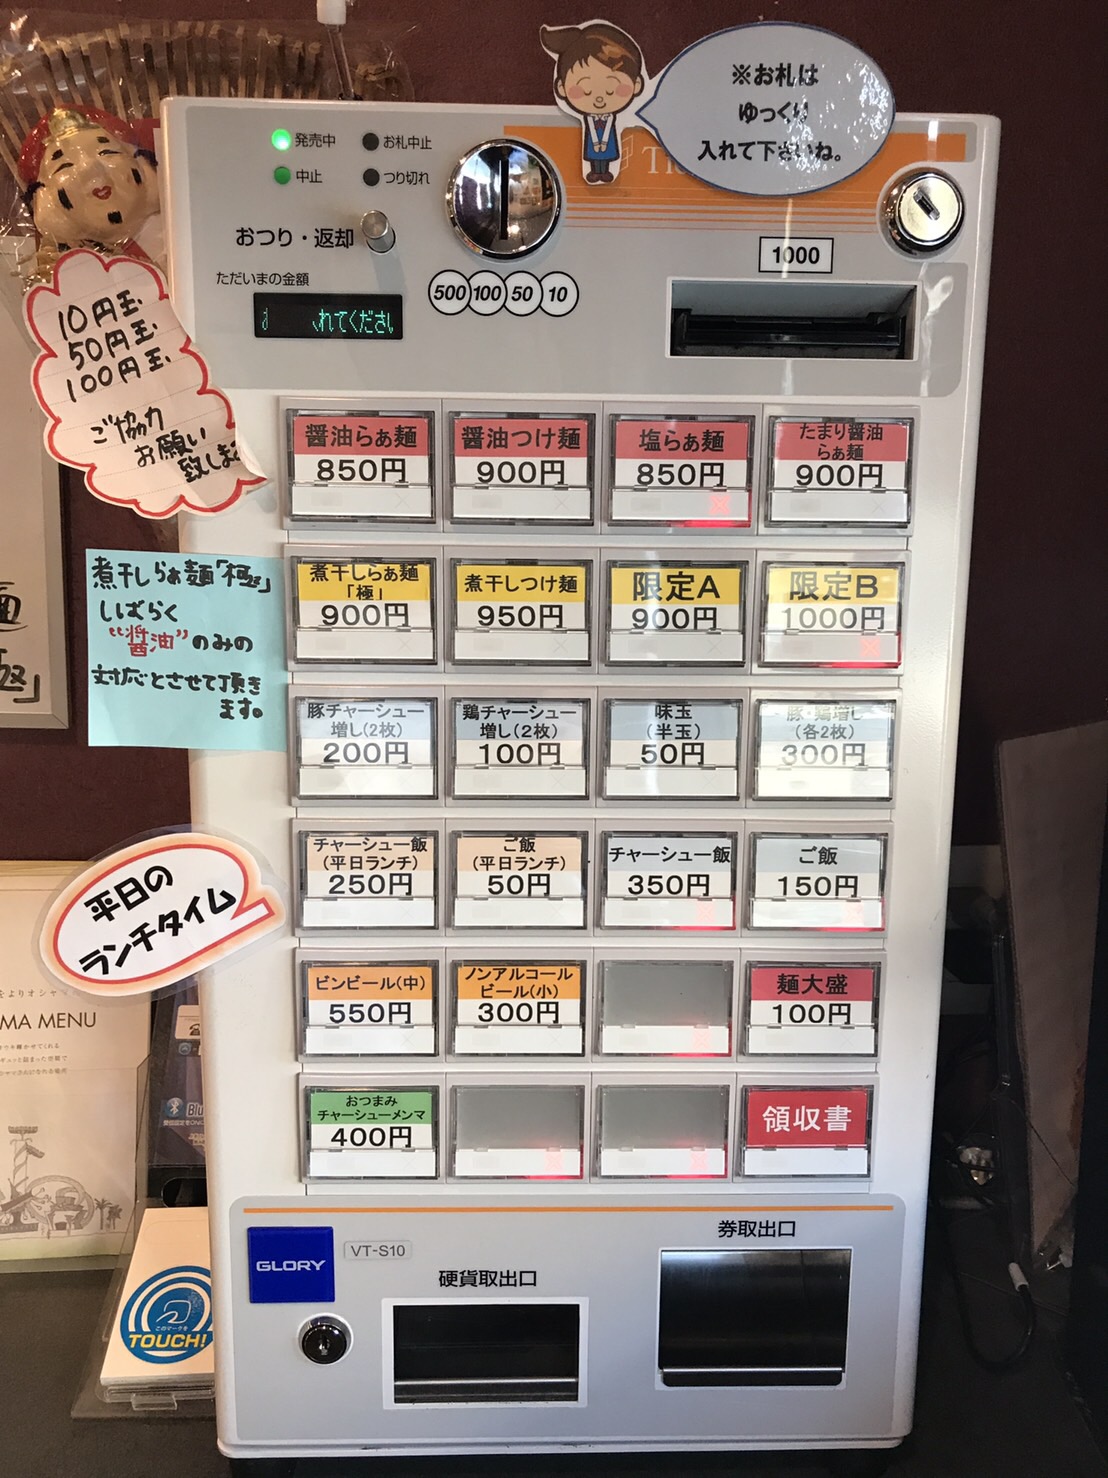 ※お札は
ゆっくり
入れて下さいね。
発売中
お札中止
中止
つり切れ
おつり・返却
ただいまの金額
れてください
500 100 50 10
1000
10円玉
50円玉
100円玉
ご協力
お願い
致します
醤油らぁ麺
850円
醤油つけ麺
900円
塩らぁ麺
850円
たまり醤油
らぁ麺
900円
煮干しらぁ麺「極」
しばらく
"醤油"のみの
対応とさせて頂き
ます。
煮干しらぁ麺
「極」
900円
煮干しつけ麺
950円
限定A
900円
限定B
1000円
豚チャーシュー
増し(2枚)
200円
鶏チャーシュー
増し(2枚)
100円
味玉
(半玉)
50円
豚・鶏増し
(各2枚)
300円
平日の
ランチタイム
チャーシュー飯
(平日ランチ)
250円
ご飯
(平日ランチ)
50円
チャーシュー飯
350円
ご飯
150円
ビンビール(中)
550円
ノンアルコール
ビール(小)
300円
麺大盛
100円
おつまみ
チャーシューメンマ
400円
領収書
GLORY
VT-S10
硬貨取出口
券取出口
MA MENU
このマークを
TOUCH!